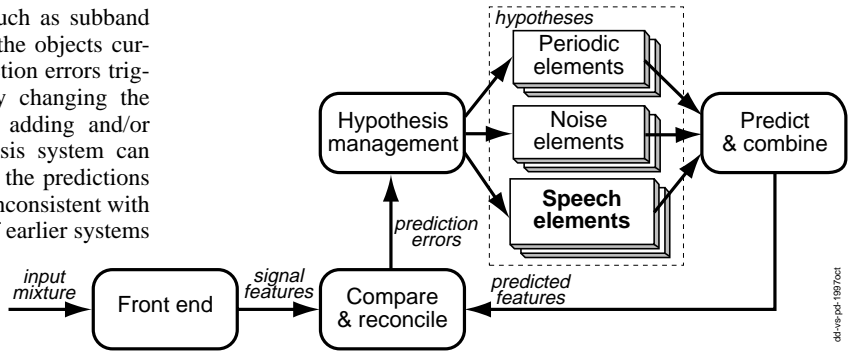 uch as subband
the objects cur-
ction errors trig-
y changing the
adding and/or
sis system can
the predictions
nconsistent with
f earlier systems
hypotheses
Periodic
elements
Noise
elements
Speech
elements
Hypothesis
management
Predict
& combine
prediction
errors
input
mixture
Front end
signal
features
Compare
& reconcile
predicted
features
dd-vs-pd-1997oct